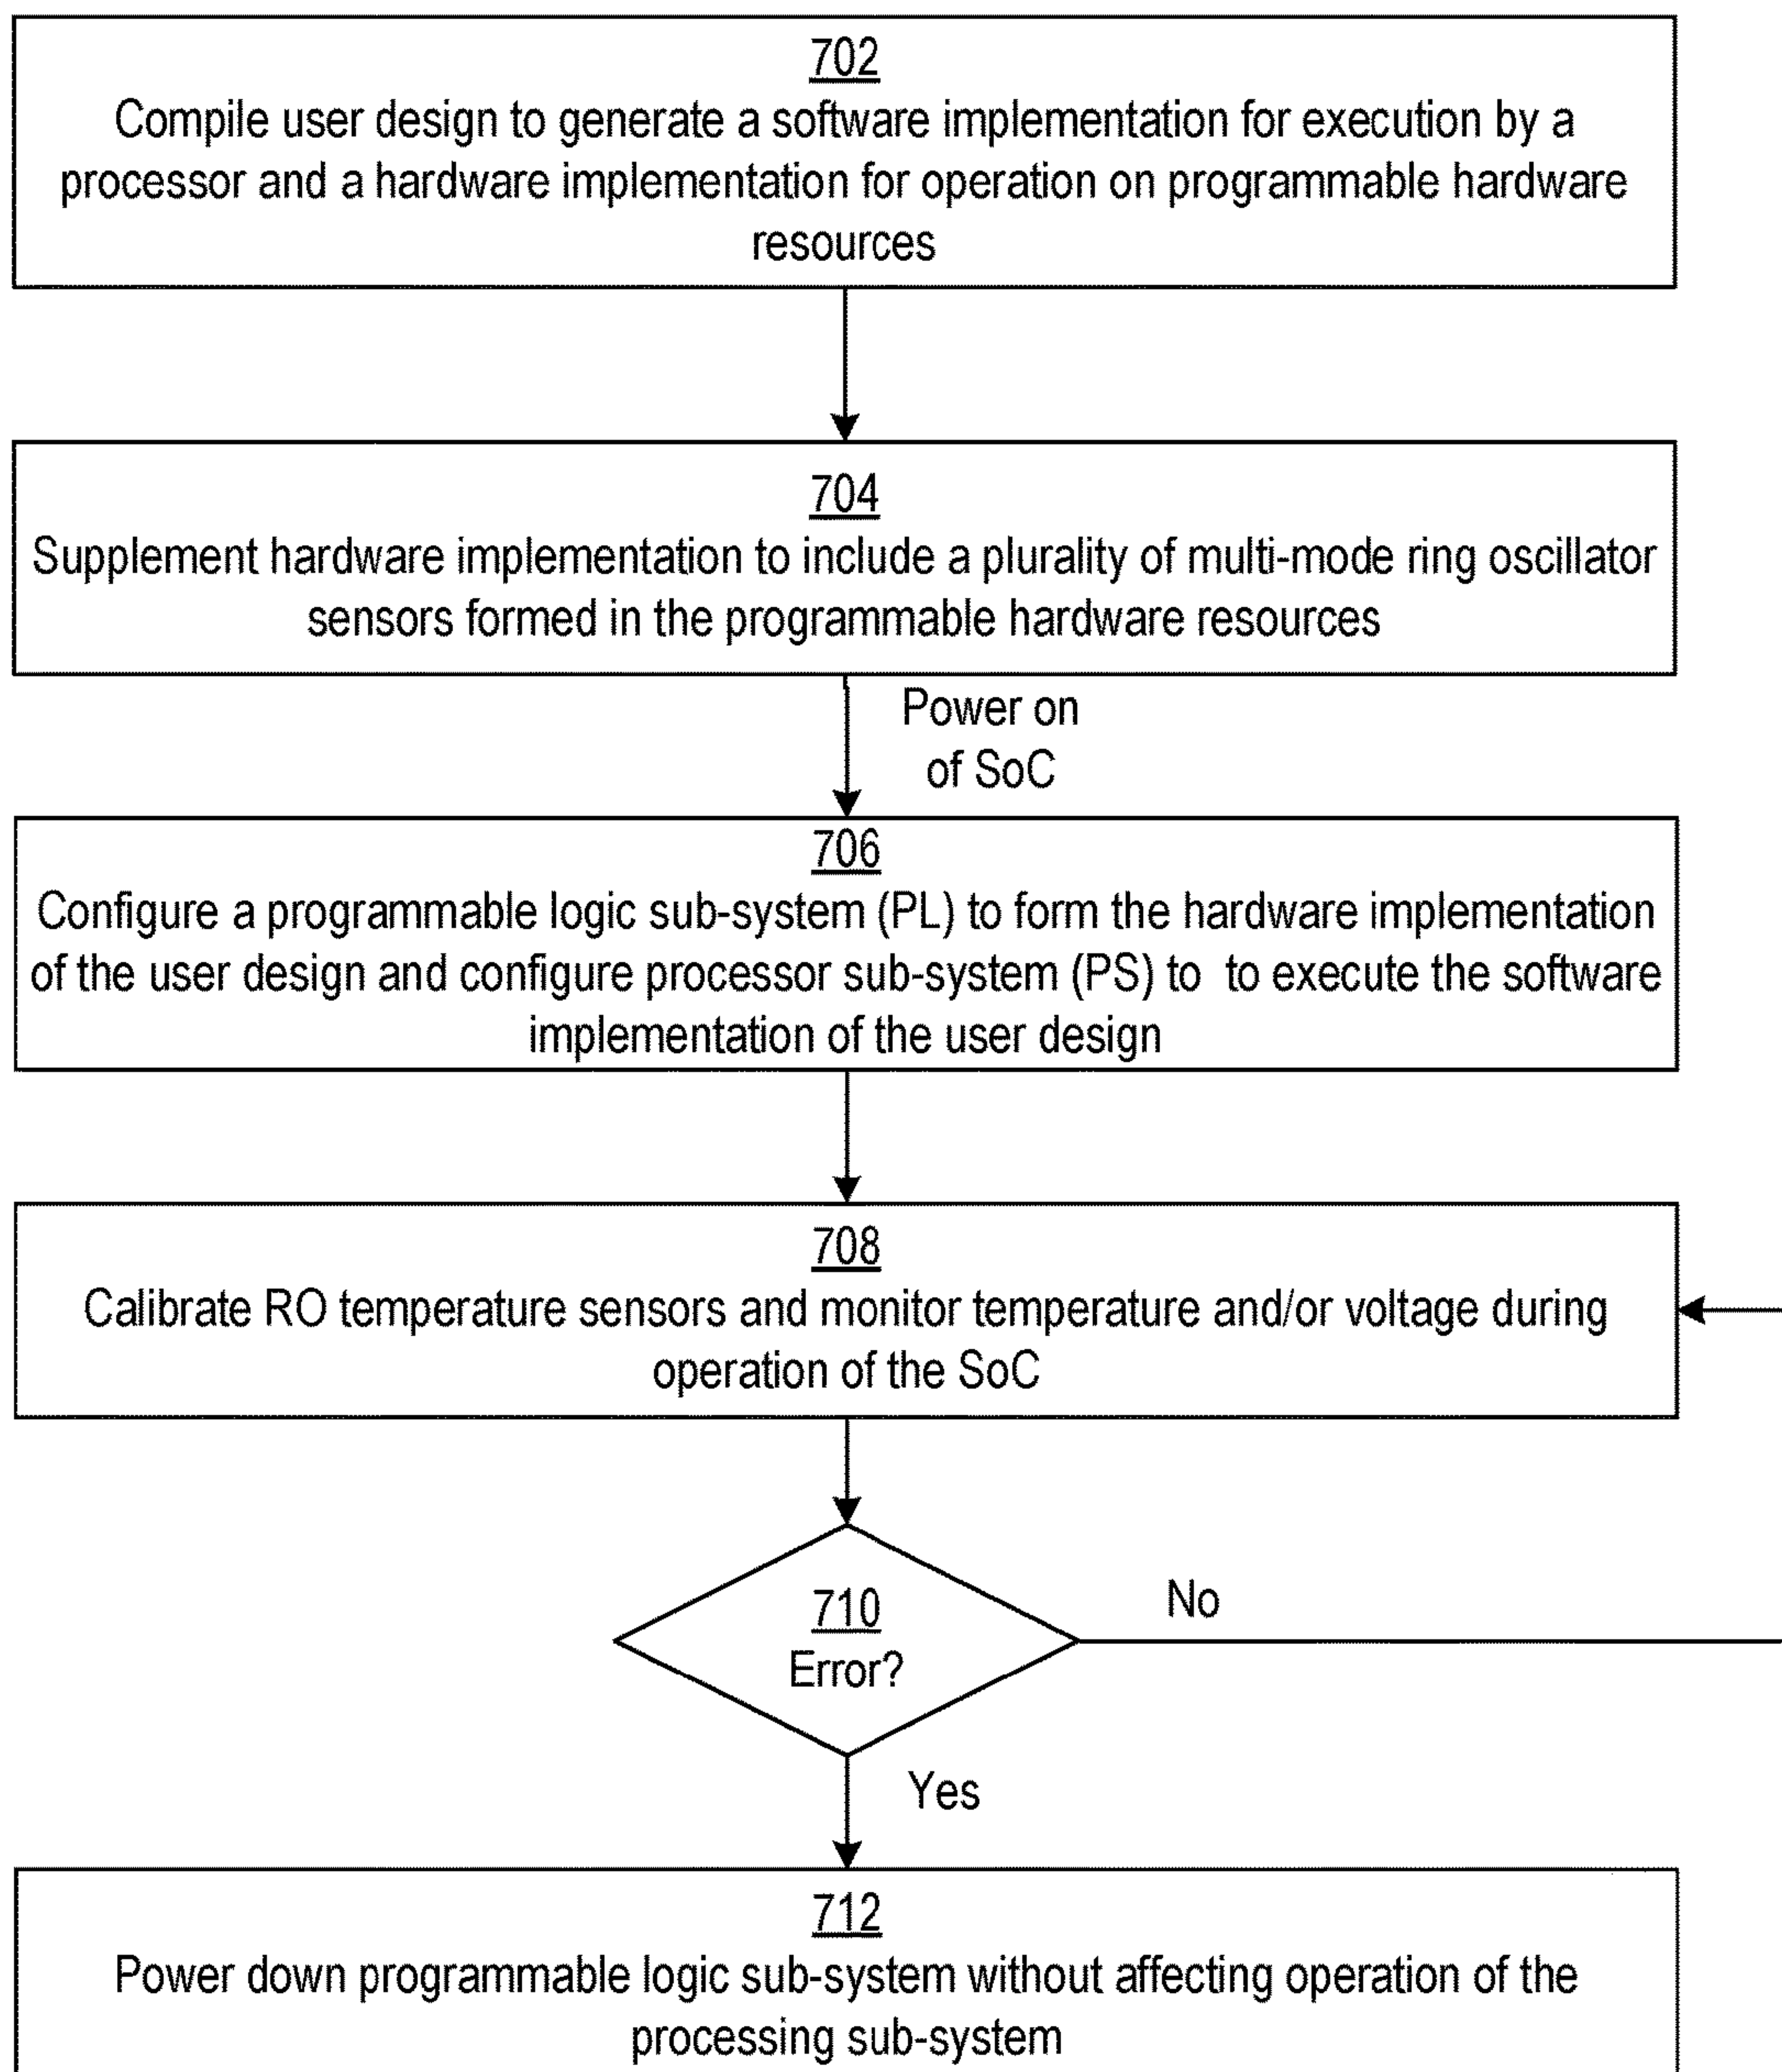 702
Compile user design to generate a software implementation for execution by a
processor and a hardware implementation for operation on programmable hardware
resources
704
Supplement hardware implementation to include a plurality of multi-mode ring oscillator
sensors formed in the programmable hardware resources
Power on
of SoC
706
Configure a programmable logic sub-system (PL) to form the hardware implementation
of the user design and configure processor sub-system (PS) to  to execute the software
implementation of the user design
708
Calibrate RO temperature sensors and monitor temperature and/or voltage during
operation of the SoC
710
Error?
No
Yes
712
Power down programmable logic sub-system without affecting operation of the
processing sub-system